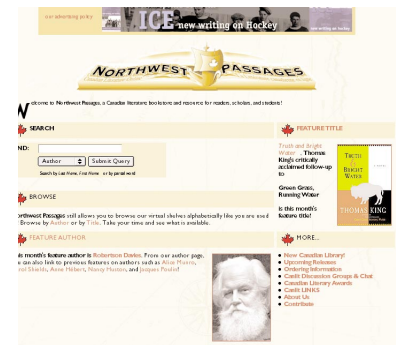 our advertising policy
ICE new writing on Hockey
NORTHWEST PASSAGES
Welcome to Northwest Passages, a Canadian literature bookstore and resource for readers, scholars, and students!
SEARCH
ND:
Author
Submit Query
Search by Last Name, First Name or by partial word
BROWSE
orthwest Passages still allows you to browse our virtual shelves alphabetically like you are used
Browse by Author or by Title. Take your time and see what is available.
FEATURE AUTHOR
is month's feature author is Robertson Davies. From our author page,
u can also link to previous features on authors such as Alice Munro,
rol Shields, Anne Hébert, Nancy Huston, and Jacques Poulin!
FEATURE TITLE
Truth and Bright
Water, Thomas
King's critically
acclaimed follow-up
to
Green Grass,
Running Water
is this month's
feature title!
TRUTH
&
BRIGHT
WATER
THOMAS KING
MORE...
New Canadian Library!
Upcoming Releases
Ordering Information
Canlit Discussion Groups & Chat
Canadian Literary Awards
Canlit LINKS
About Us
Contribute